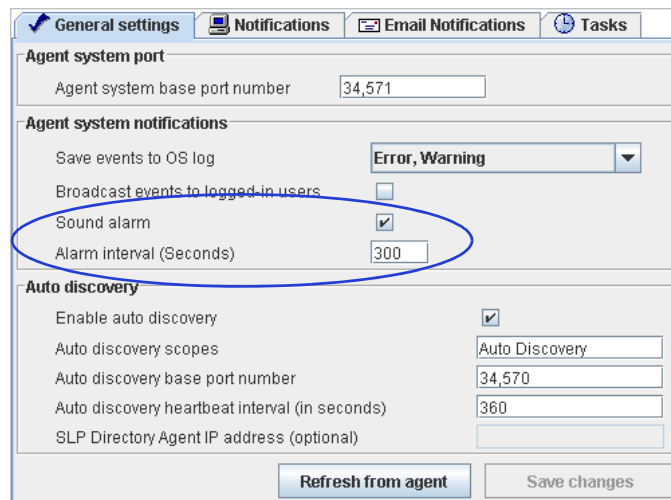 General settings Notifications Email Notifications Tasks
Agent system port
Agent system base port number 34,571
Agent system notifications
Save events to OS log Error, Warning
Broadcast events to logged-in users
Sound alarm
Alarm interval (Seconds) 300
Auto discovery
Enable auto discovery
Auto discovery scopes Auto Discovery
Auto discovery base port number 34,570
Auto discovery heartbeat interval (in seconds) 360
SLP Directory Agent IP address (optional)
Refresh from agent Save changes